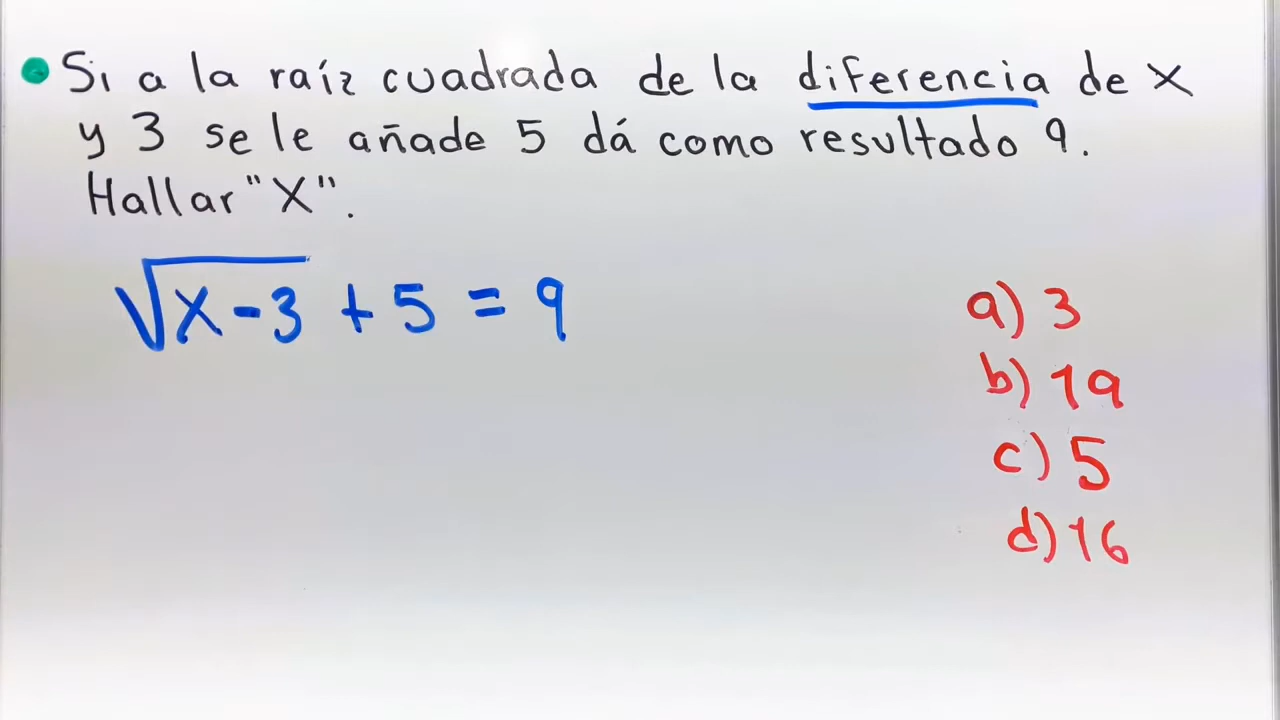 Si a la raíz cuadrada de la diferencia de X
y 3 se le añade 5 dá como resultado 9.
Hallar "X".
√x-3 + 5 = 9
a) 3
b) 19
c) 5
d) 16